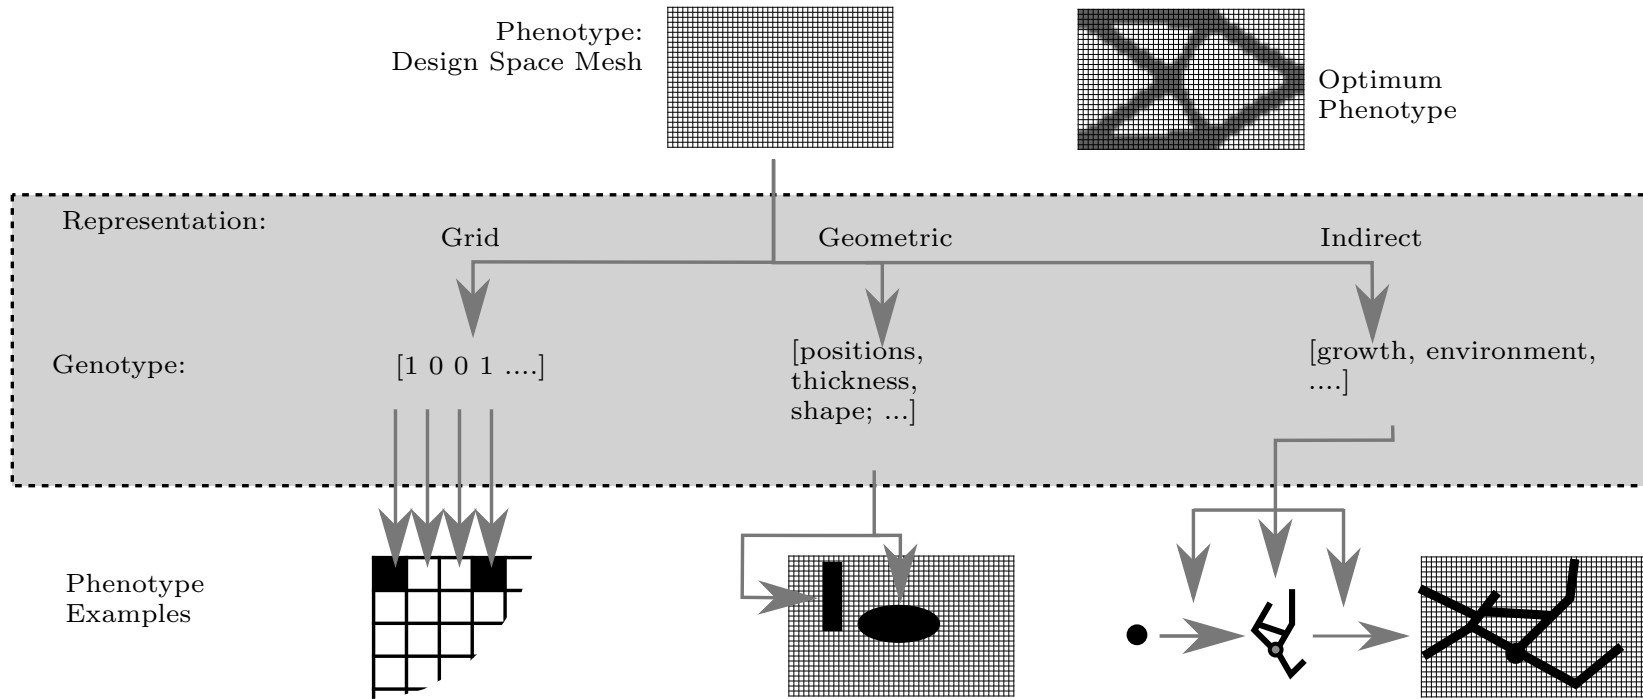 Phenotype:
Design Space Mesh
Optimum
Phenotype
Representation:
Grid
Geometric
Indirect
Genotype:
[1 0 0 1 ....]
[positions,
thickness,
shape; ...]
[growth, environment,
....]
Phenotype
Examples